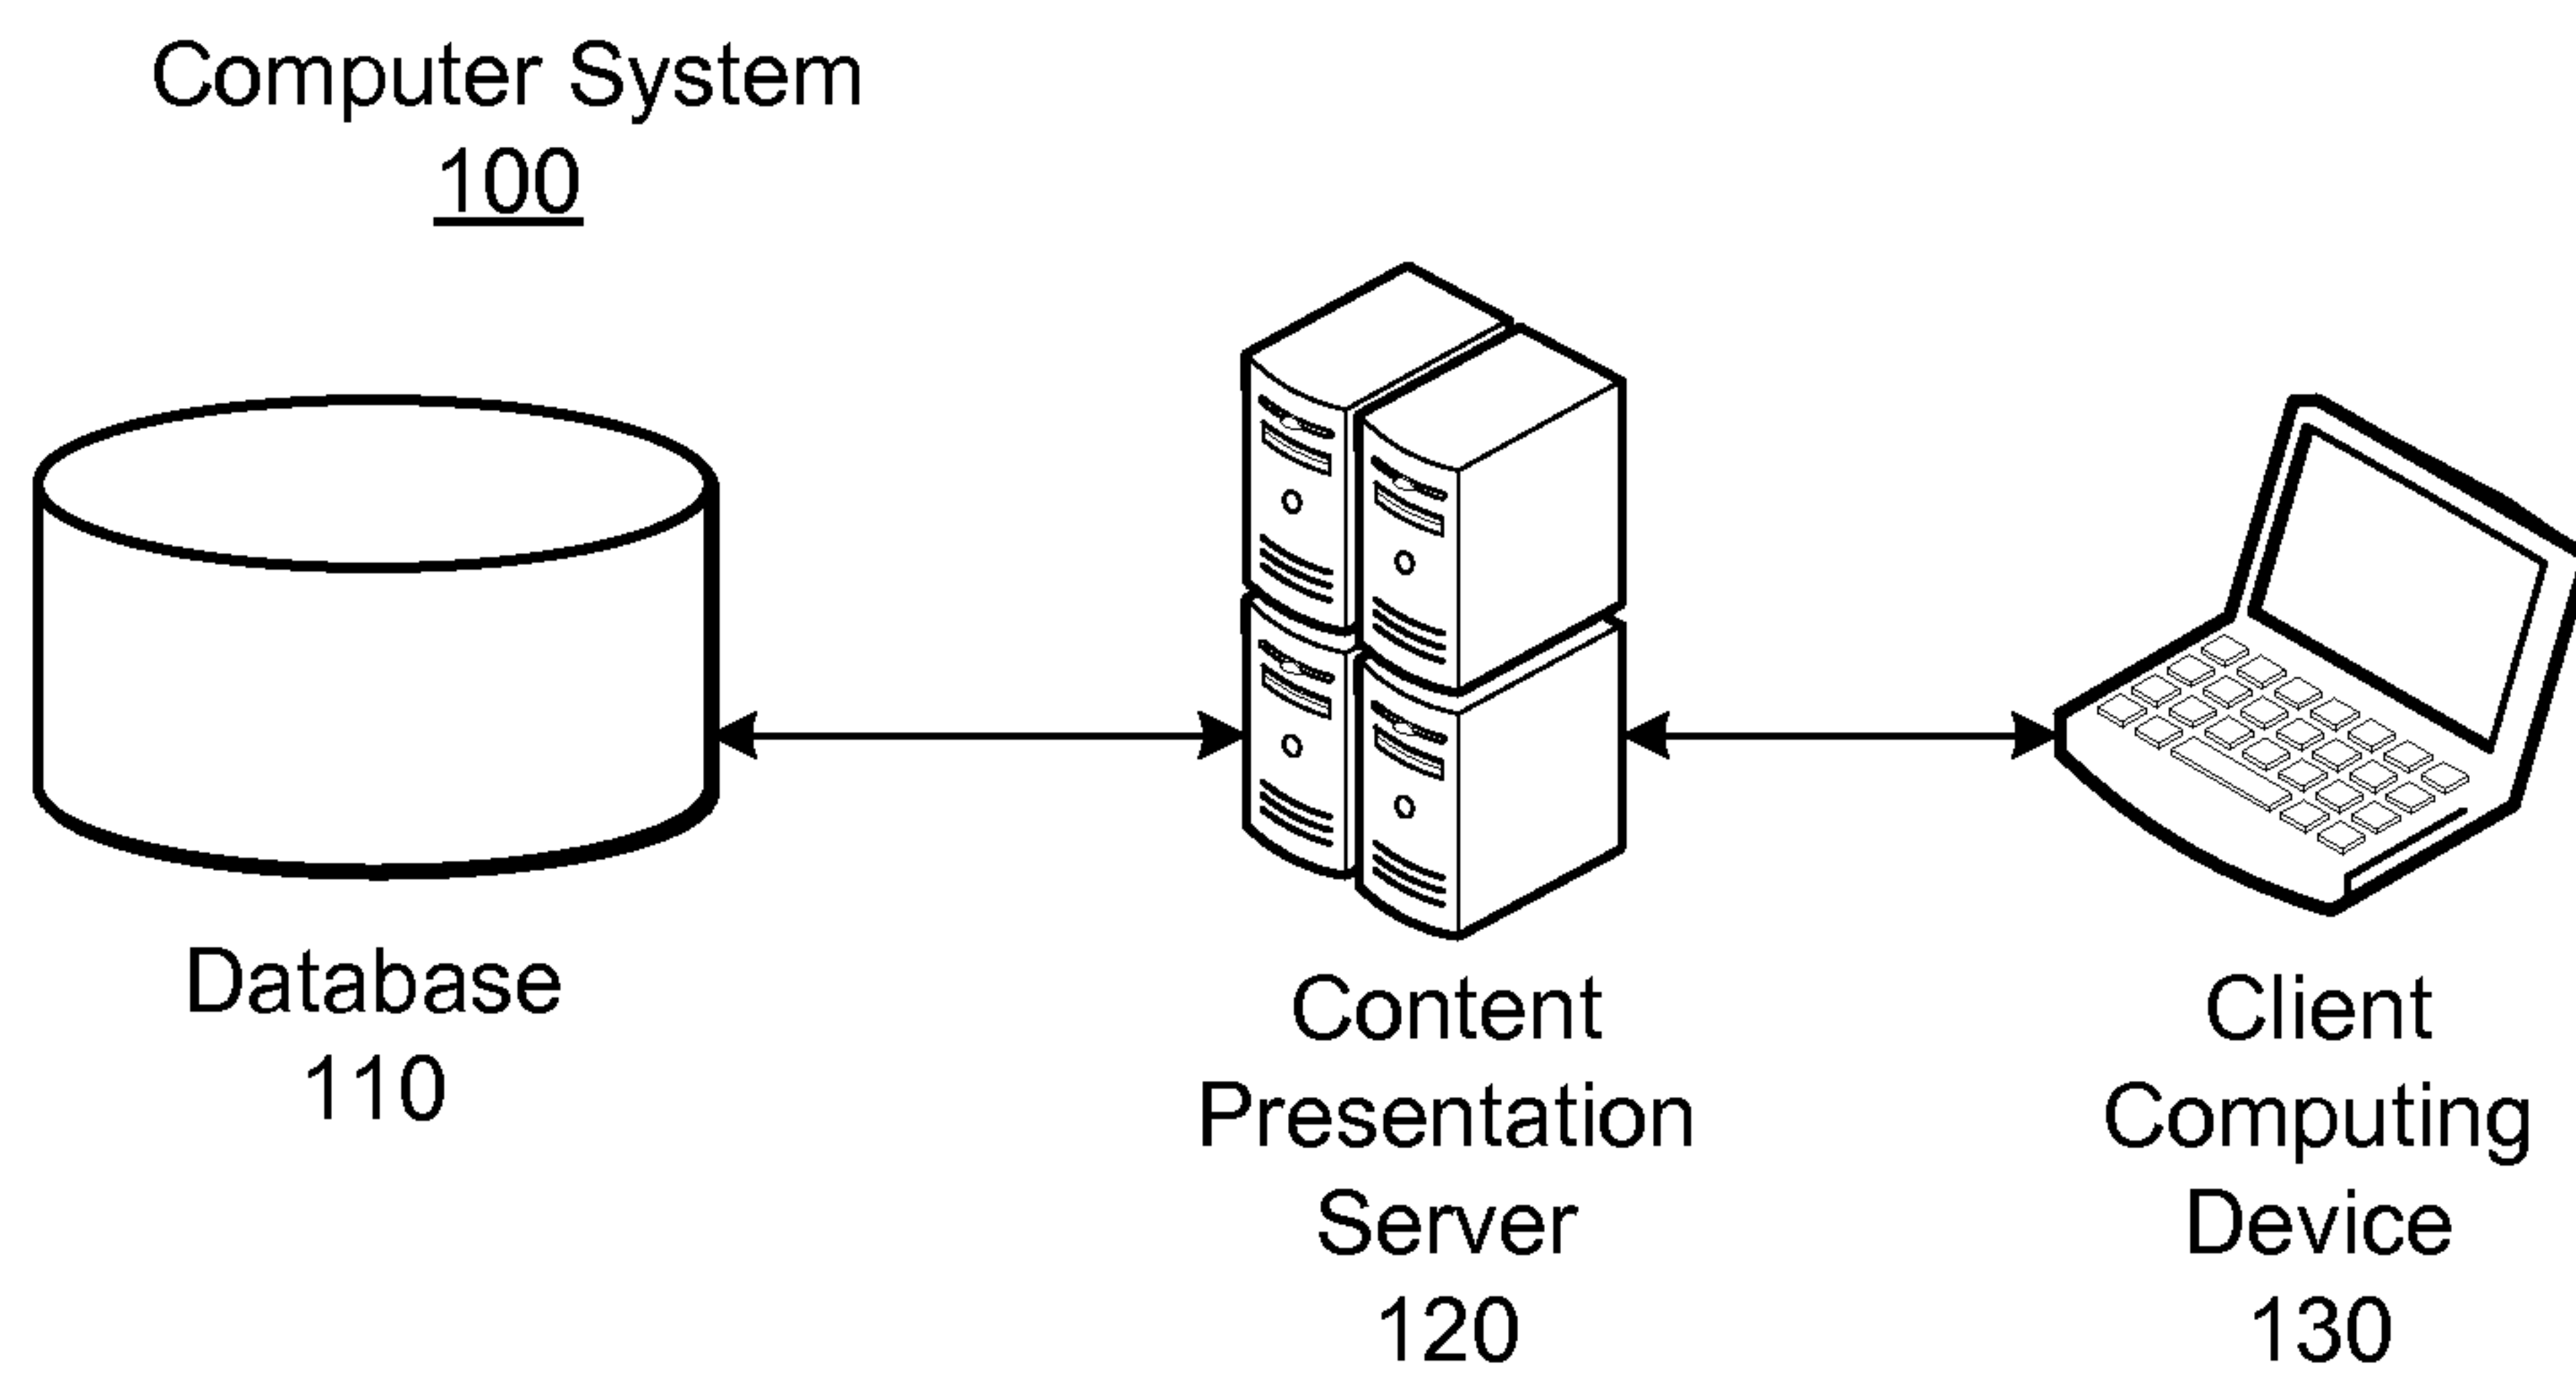 Computer System
100
Database
110
Content
Presentation
Server
120
Client
Computing
Device
130